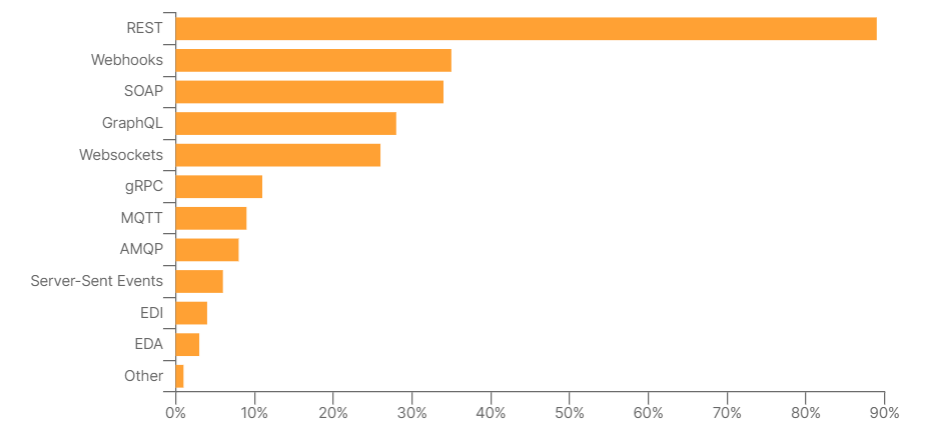 REST
Webhooks
SOAP
GraphQL
Websockets
gRPC
MQTT
AMQP
Server-Sent Events
EDI
EDA
Other
0% 10% 20% 30% 40% 50% 60% 70% 80% 90%